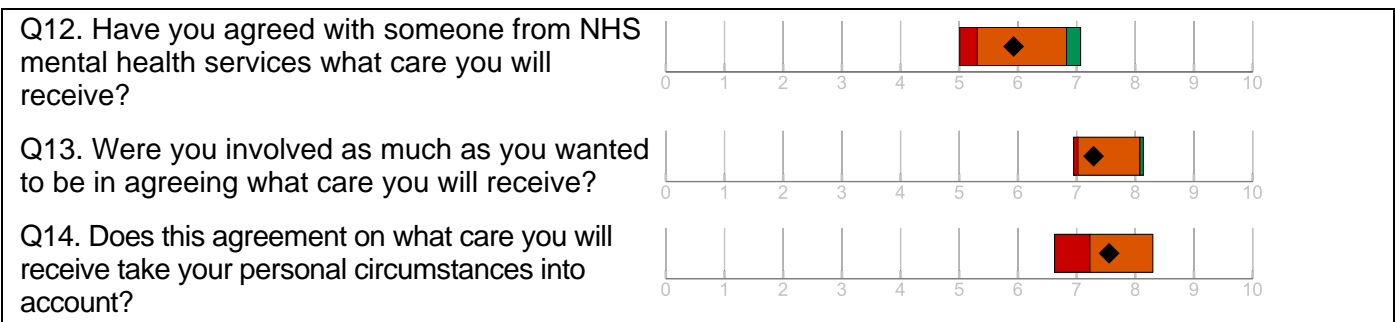 Q12. Have you agreed with someone from NHS
mental health services what care you will
receive?
0 1 2 3 4 5 6 7 8 9 10
Q13. Were you involved as much as you wanted
to be in agreeing what care you will receive?
0 1 2 3 4 5 6 7 8 9 10
Q14. Does this agreement on what care you will
receive take your personal circumstances into
account?
0 1 2 3 4 5 6 7 8 9 10